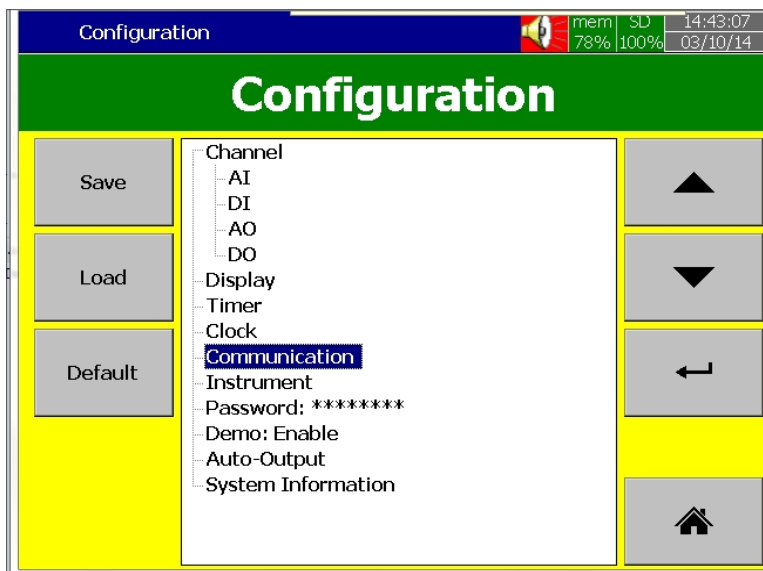 Configuration
mem SD 14:43:07
78% 100% 03/10/14
Configuration
Save
Load
Default
Channel
AI
DI
AO
DO
Display
Timer
Clock
Communication
Instrument
Password: ********
Demo: Enable
Auto-Output
System Information